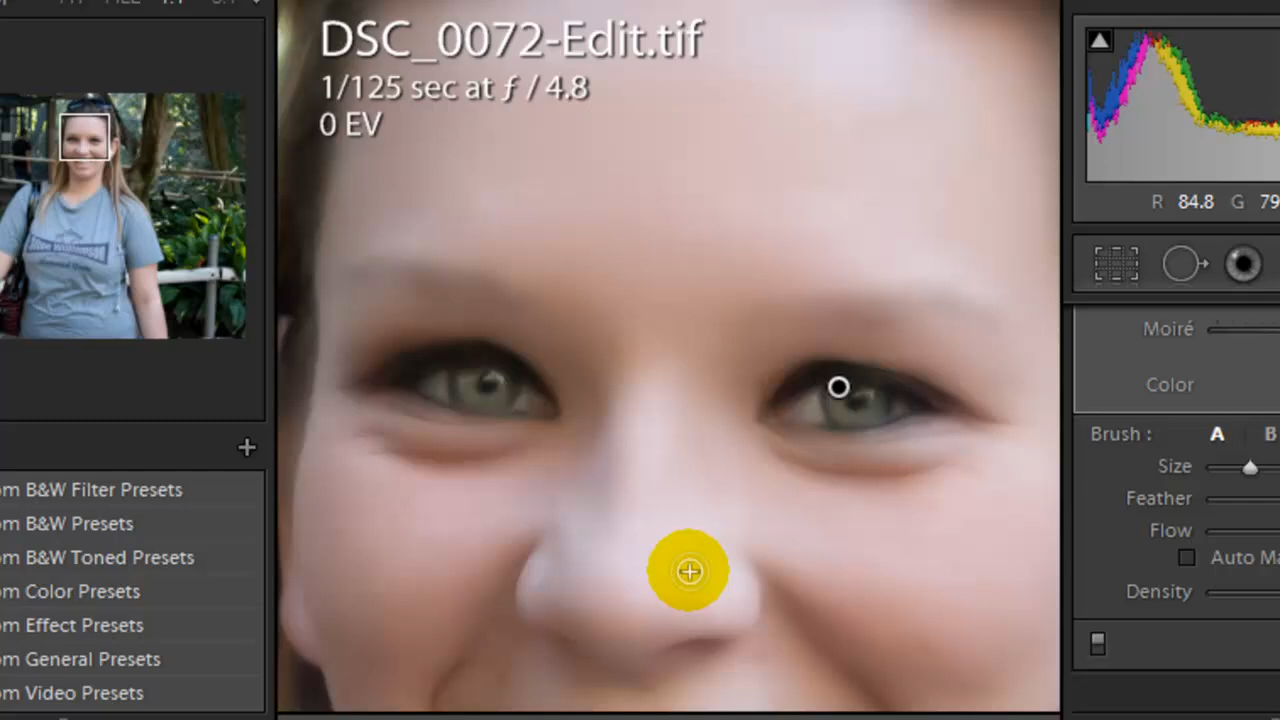 DSC_0072-Edit.tif
1/125 sec at ƒ / 4.8
0 EV
R 84.8 G 79
Moiré
Color
Brush : A B
Size
Feather
Flow
Auto Ma
Density
om B&W Filter Presets
om B&W Presets
om B&W Toned Presets
om Color Presets
om Effect Presets
om General Presets
om Video Presets